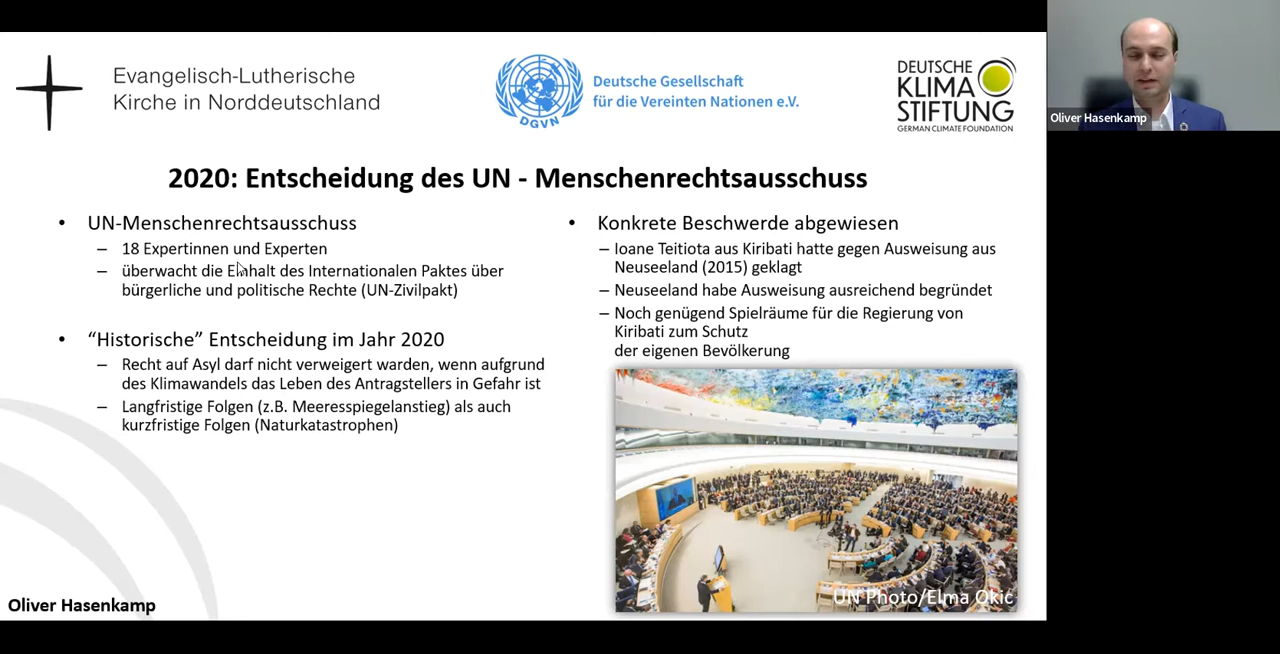 Evangelisch-Lutherische
Kirche in Norddeutschland
DGVN
Deutsche Gesellschaft
für die Vereinten Nationen e.V.
DEUTSCHE
KLIMA
STIFTUNG
GERMAN CLIMATE FOUNDATION
Oliver Hasenkamp
2020: Entscheidung des UN - Menschenrechtsausschuss
• UN-Menschenrechtsausschuss
– 18 Expertinnen und Experten
– überwacht die Einhalt des Internationalen Paktes über
bürgerliche und politische Rechte (UN-Zivilpakt)
• “Historische” Entscheidung im Jahr 2020
– Recht auf Asyl darf nicht verweigert warden, wenn aufgrund
des Klimawandels das Leben des Antragstellers in Gefahr ist
– Langfristige Folgen (z.B. Meeresspiegelanstieg) als auch
kurzfristige Folgen (Naturkatastrophen)
• Konkrete Beschwerde abgewiesen
– Ioane Teitiota aus Kiribati hatte gegen Ausweisung aus
Neuseeland (2015) geklagt
– Neuseeland habe Ausweisung ausreichend begründet
– Noch genügend Spielräume für die Regierung von
Kiribati zum Schutz
der eigenen Bevölkerung
UN Photo/Elma Okic
Oliver Hasenkamp